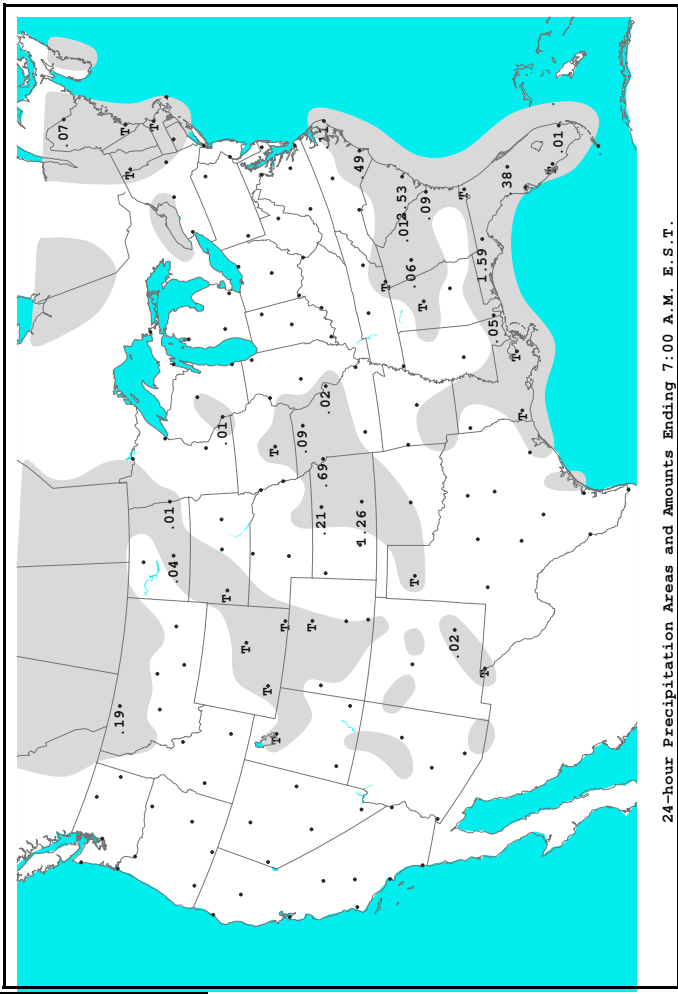 .07
.19
T
T
T
.01
.04
.01
T
T
T
T
T
T
.09
T
.21
.69
.02
.49
1.26
T
.01
.53
.06
T
T
.09
.02
T
1.59
T
.05
.38
T
T
T
.01
24-hour Precipitation Areas and Amounts Ending 7:00 A.M. E.S.T.